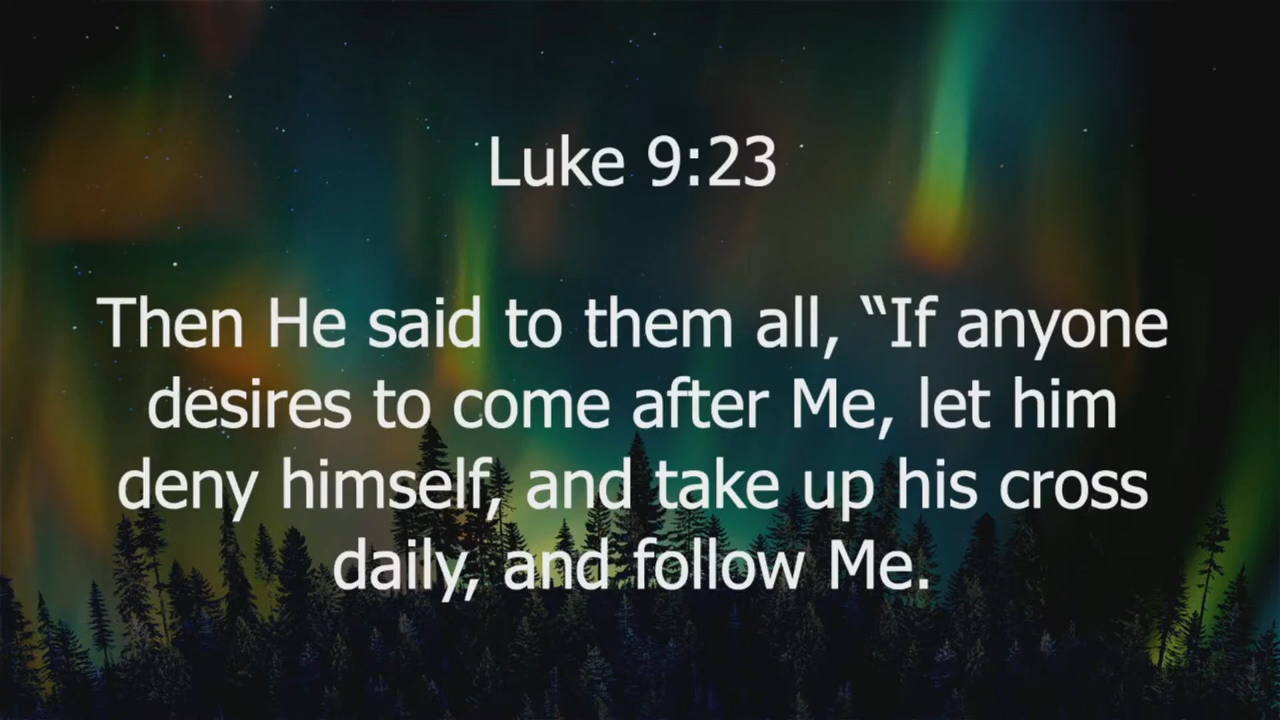 Luke 9:23
Then He said to them all, “If anyone
desires to come after Me, let him
deny himself, and take up his cross
daily, and follow Me.